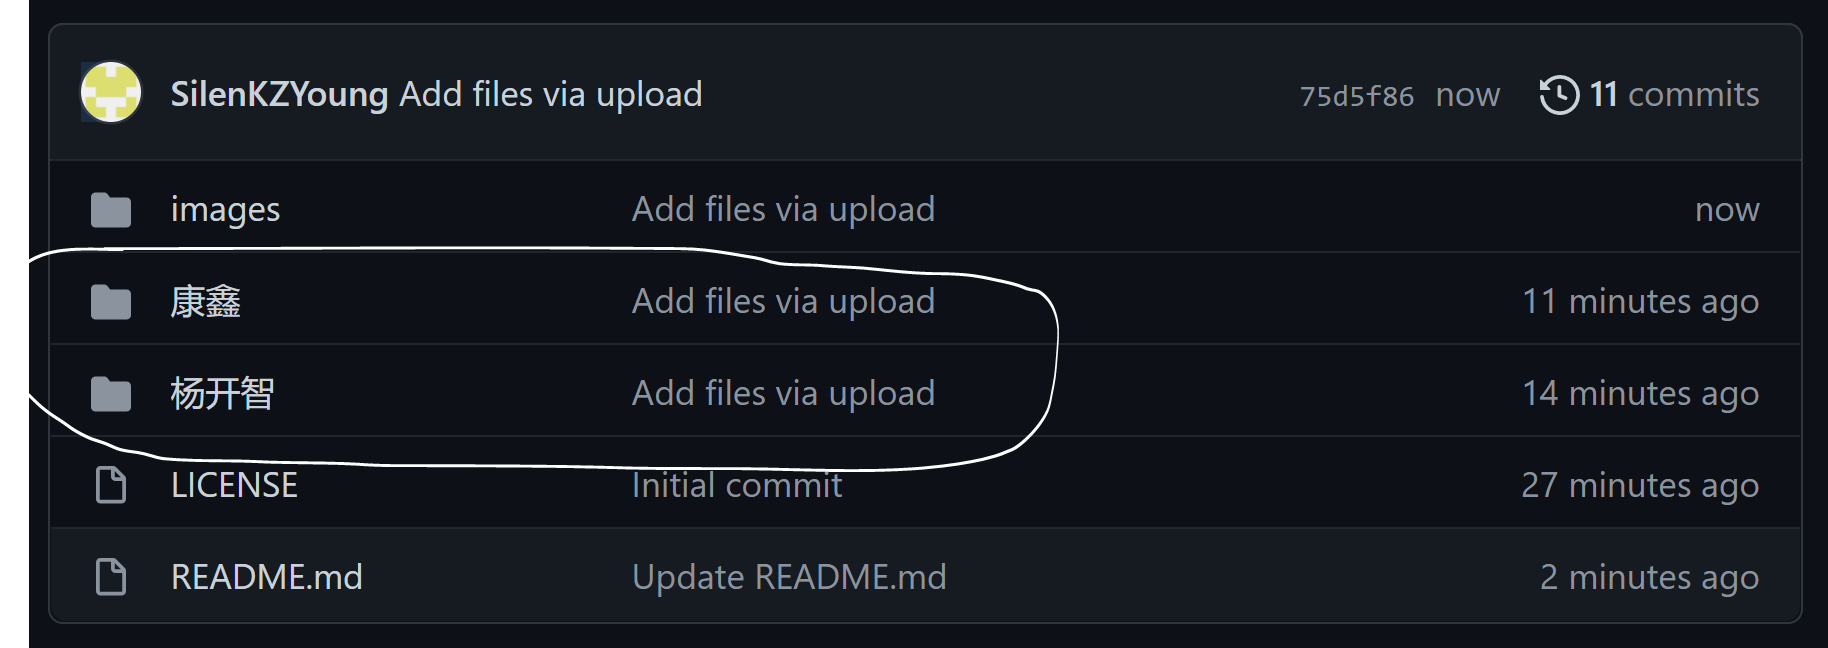 SilenKZYoung Add files via upload 75d5f86 now 11 commits
images Add files via upload now
康鑫 Add files via upload 11 minutes ago
杨开智 Add files via upload 14 minutes ago
LICENSE Initial commit 27 minutes ago
README.md Update README.md 2 minutes ago